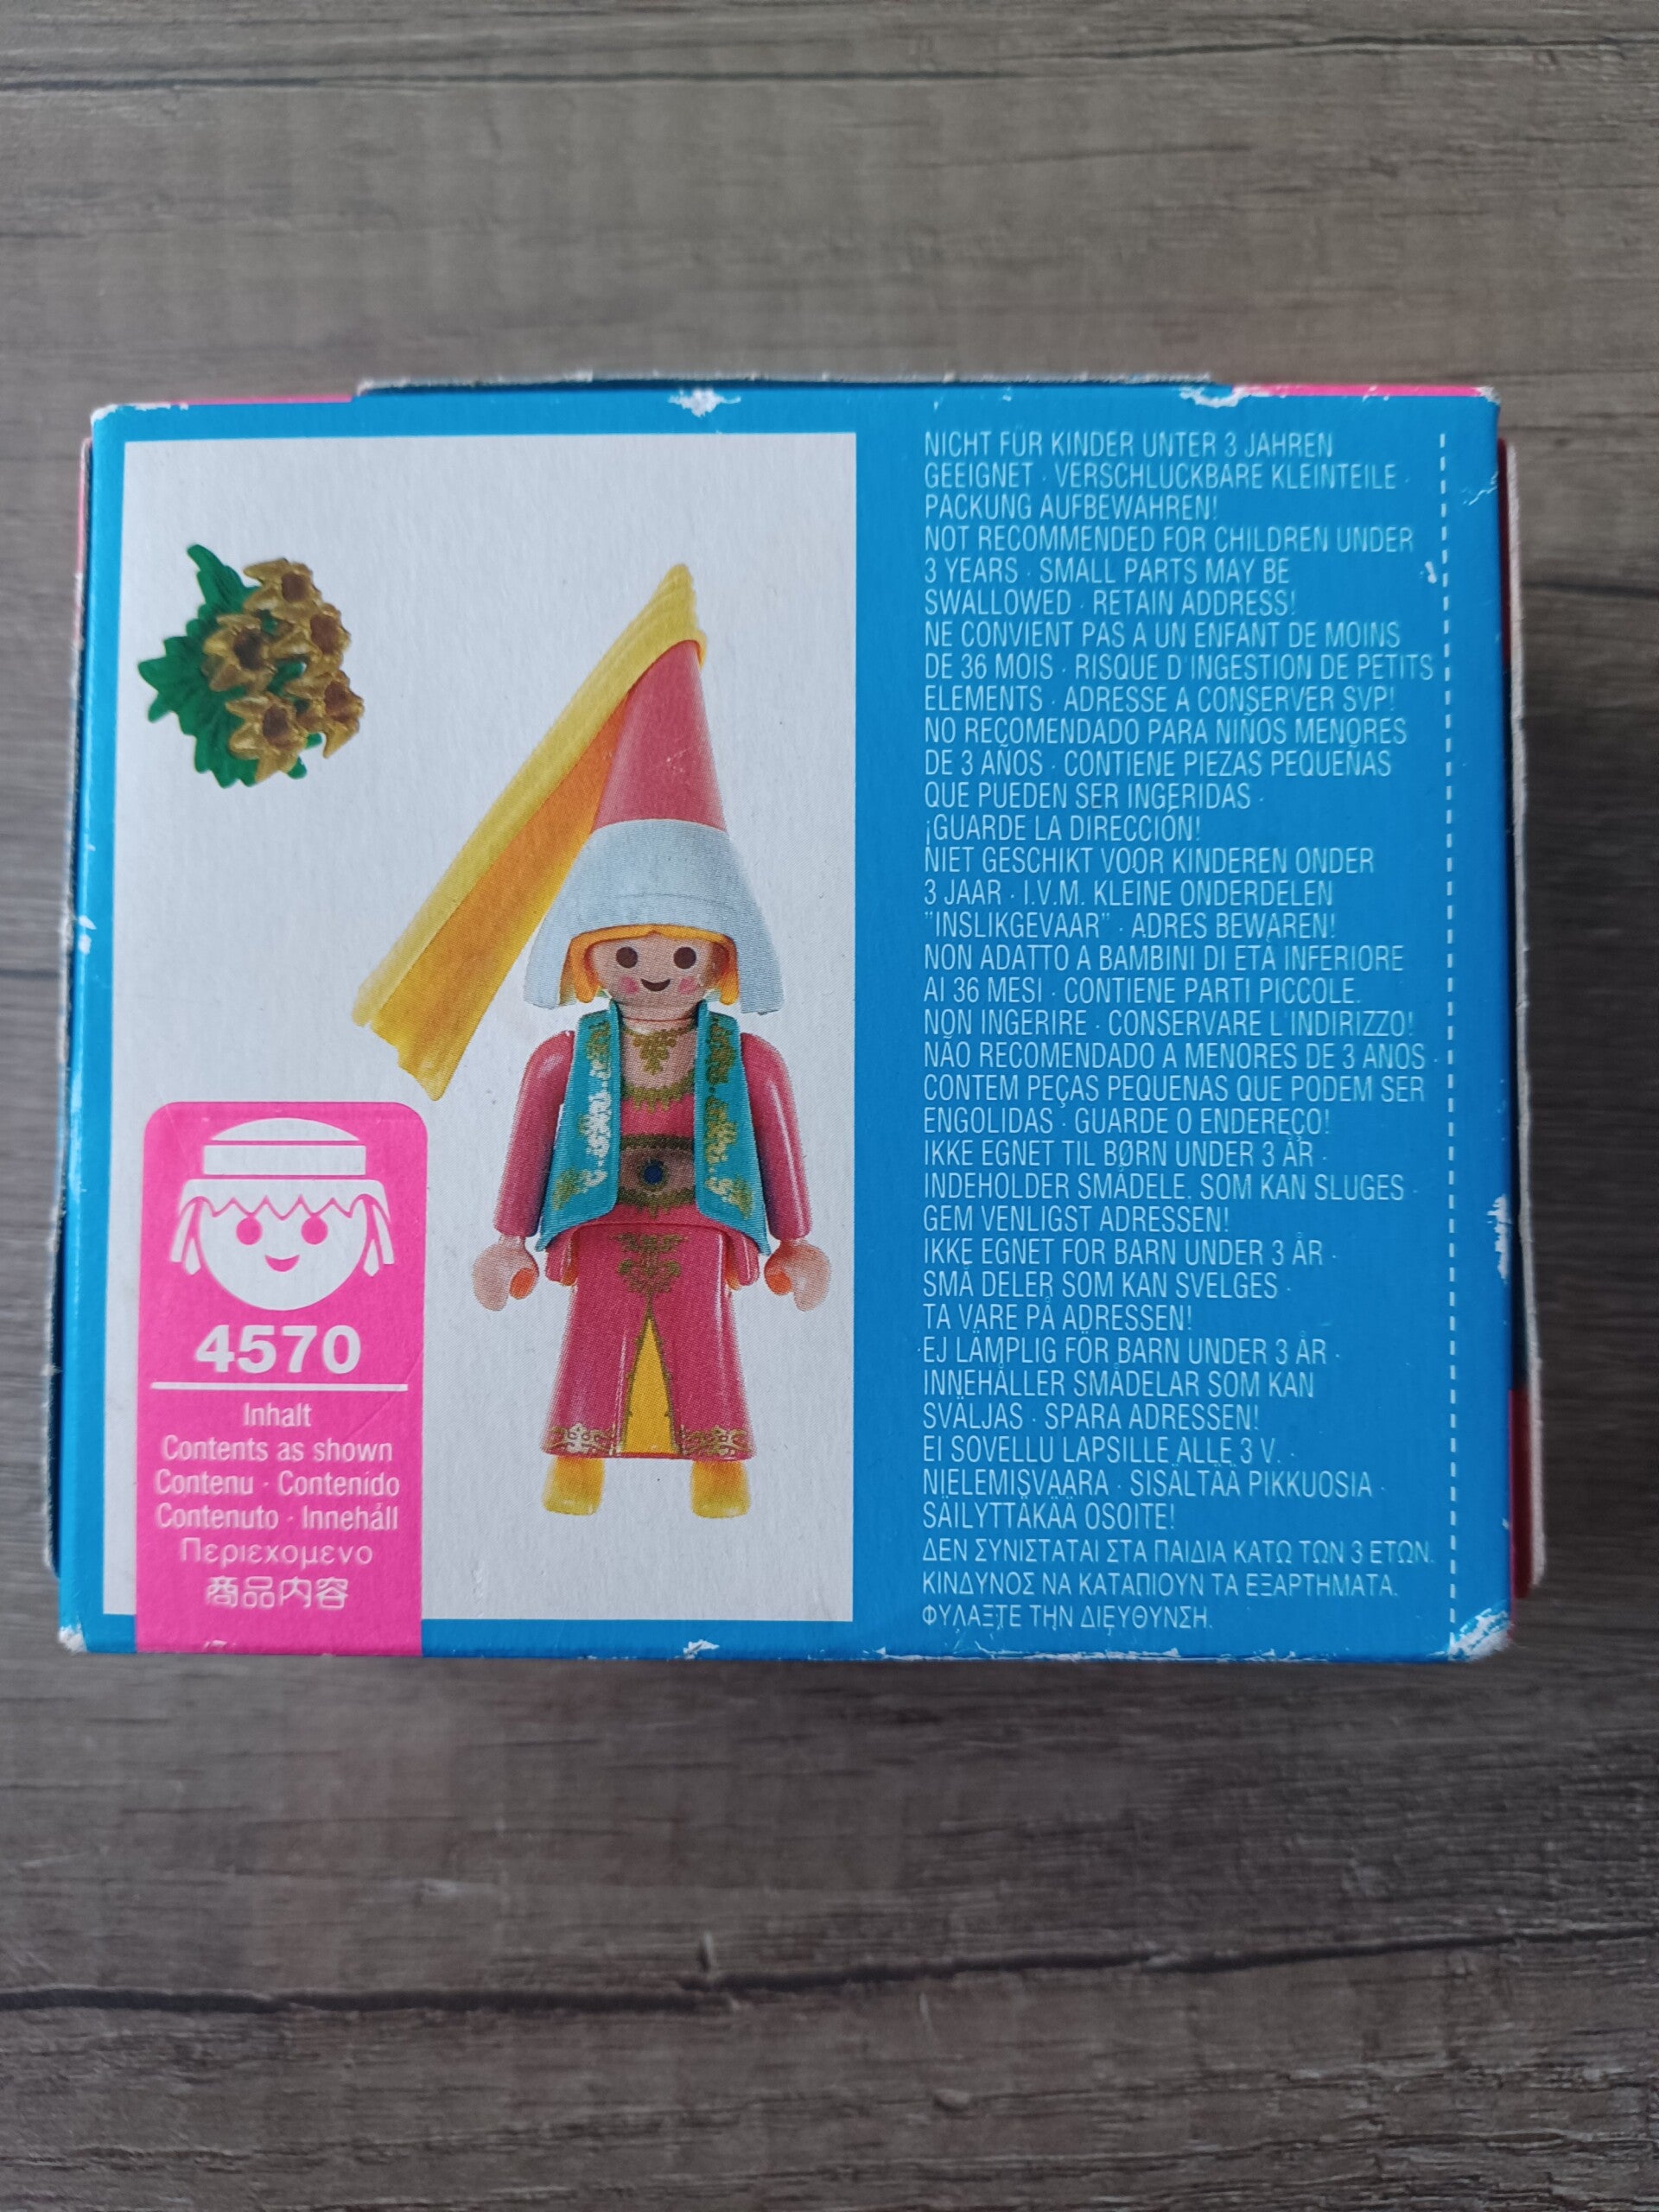 4570
Inhalt
Contents as shown
Contenu · Contenido
Contenuto · Innehåll
Περιεχομενο
商品内容
NICHT FÜR KINDER UNTER 3 JAHREN
GEEIGNET · VERSCHLUCKBARE KLEINTEILE ·
PACKUNG AUFBEWAHREN!
NOT RECOMMENDED FOR CHILDREN UNDER
3 YEARS · SMALL PARTS MAY BE
SWALLOWED · RETAIN ADDRESS!
NE CONVIENT PAS A UN ENFANT DE MOINS
DE 36 MOIS · RISQUE D'INGESTION DE PETITS
ELEMENTS · ADRESSE A CONSERVER SVP!
NO RECOMENDADO PARA NIÑOS MENORES
DE 3 AÑOS · CONTIENE PIEZAS PEQUEÑAS
QUE PUEDEN SER INGERIDAS ·
¡GUARDE LA DIRECCIÓN!
NIET GESCHIKT VOOR KINDEREN ONDER
3 JAAR · I.V.M. KLEINE ONDERDELEN
"INSLIKGEVAAR" · ADRES BEWAREN!
NON ADATTO A BAMBINI DI ETÀ INFERIORE
AI 36 MESI · CONTIENE PARTI PICCOLE.
NON INGERIRE · CONSERVARE L'INDIRIZZO!
NÃO RECOMENDADO A MENORES DE 3 ANOS ·
CONTEM PEÇAS PEQUENAS QUE PODEM SER
ENGOLIDAS · GUARDE O ENDEREÇO!
IKKE EGNET TIL BØRN UNDER 3 ÅR ·
INDEHOLDER SMÅDELE, SOM KAN SLUGES ·
GEM VENLIGST ADRESSEN!
IKKE EGNET FOR BARN UNDER 3 ÅR ·
SMÅ DELER SOM KAN SVELGES ·
TA VARE PÅ ADRESSEN!
EJ LÄMPLIG FÖR BARN UNDER 3 ÅR ·
INNEHÅLLER SMÅDELAR SOM KAN
SVÄLJAS · SPARA ADRESSEN!
EI SOVELLU LAPSILLE ALLE 3 V. ·
NIELEMISVAARA · SISÄLTÄÄ PIKKUOSIA ·
SÄILYTTÄKÄÄ OSOITE!
ΔΕΝ ΣΥΝΙΣΤΑΤΑΙ ΣΤΑ ΠΑΙΔΙΑ ΚΑΤΩ ΤΩΝ 3 ΕΤΩΝ.
ΚΙΝΔΥΝΟΣ ΝΑ ΚΑΤΑΠΙΟΥΝ ΤΑ ΕΞΑΡΤΗΜΑΤΑ.
ΦΥΛΑΞΤΕ ΤΗΝ ΔΙΕΥΘΥΝΣΗ.